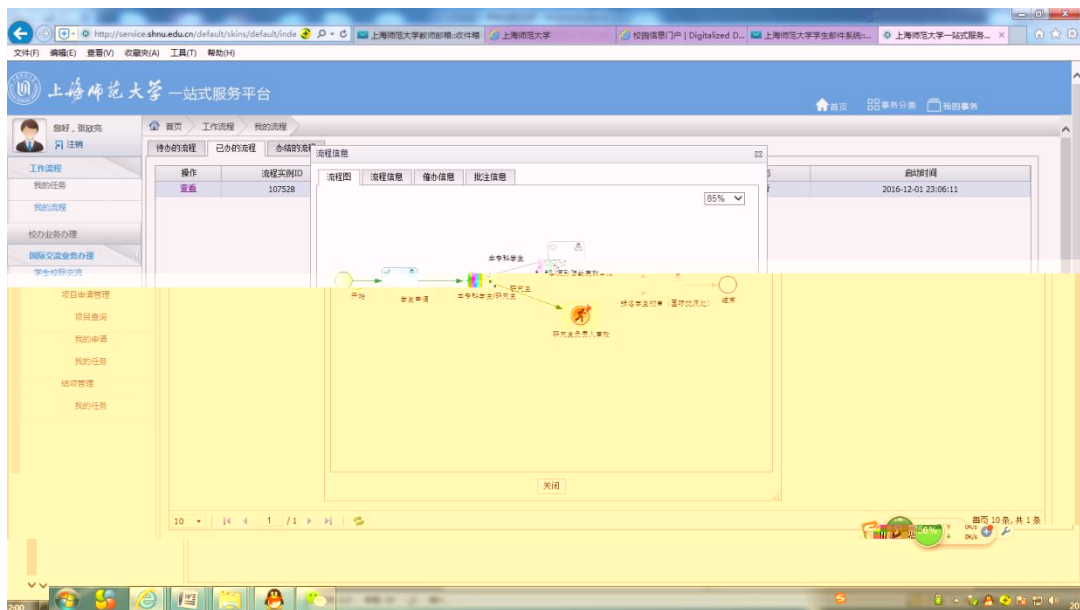 http://service.shnu.edu.cn/default/skins/default/inde
上海师范大学教师邮箱::收件箱
上海师范大学
校园信息门户 | Digitalized D...
上海师范大学学生邮件系统::...
上海师范大学一站式服务...
文件(F) 编辑(E) 查看(V) 收藏夹(A) 工具(T) 帮助(H)
上海师范大学 一站式服务平台
首页 事务分类 我的事务
您好，张欣亮
注销
首页 工作流程 我的流程
待办的流程 已办的流程 办结的流程
工作流程
我的任务
我的流程
校办业务办理
国际交流业务办理
学生校际交流
项目申请管理
项目查询
我的申请
我的任务
结项管理
我的任务
操作 流程实例ID 启动时间
查看 107528 2016-12-01 23:06:11
流程信息
流程图 流程信息 催办信息 批注信息
85%
本专科学生
开始 学生申请 本专科学生/研究生 研究生
报名学生初审（国际交流处） 结束
研究生负责人审批
关闭
10 1 /1
每页 10 条, 共 1 条
6%
0K/s
0K/s
2:00
20